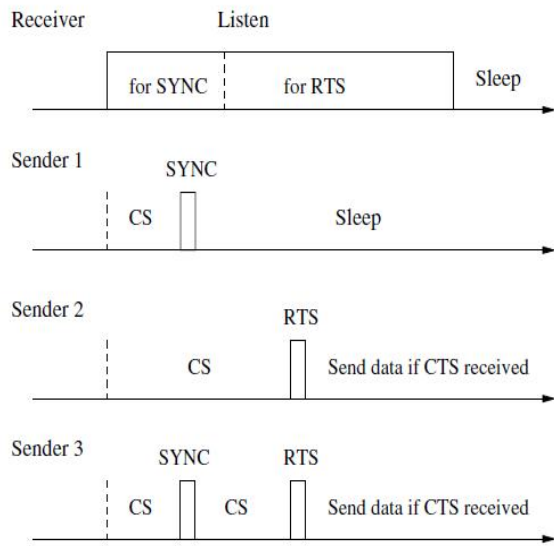 Receiver Listen
for SYNC for RTS Sleep
Sender 1
SYNC
CS Sleep
Sender 2
RTS
CS Send data if CTS received
Sender 3
SYNC RTS
CS CS Send data if CTS received